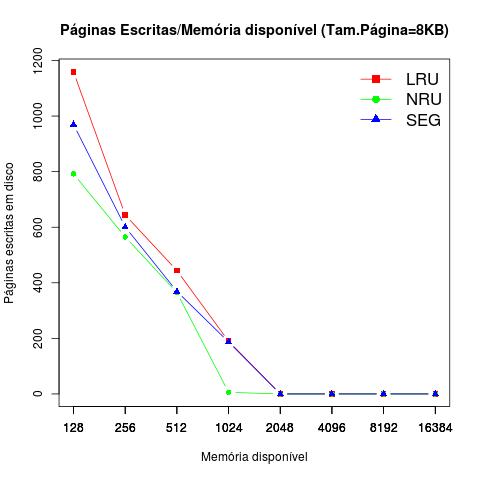 Páginas Escritas/Memória disponível (Tam.Página=8KB)
LRU
NRU
SEG
Páginas escritas em disco
1200
1000
800
600
400
200
0
128 256 512 1024 2048 4096 8192 16384
Memória disponível